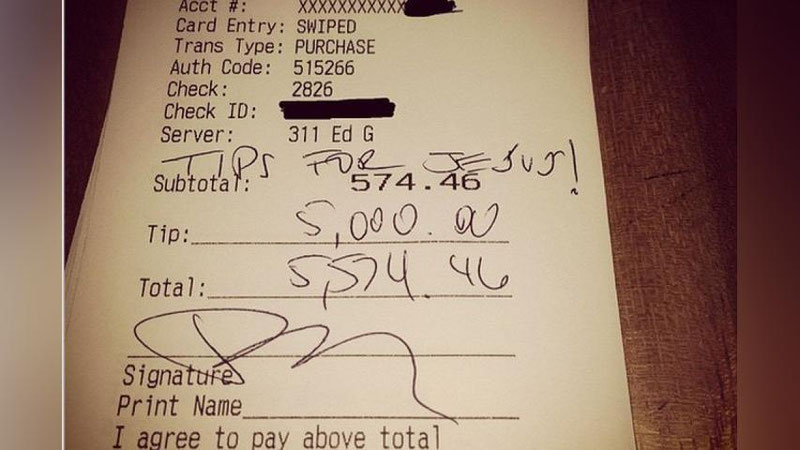 Acct #: XXXXXXXXXXX
Card Entry: SWIPED
Trans Type: PURCHASE
Auth Code: 515266
Check: 2826
Check ID:
Server: 311 Ed G
TIPS FOR JESUS!
Subtotal: 574.46
Tip: 5,000.00
Total: 5,574.46
Signature
Print Name
I agree to pay above total